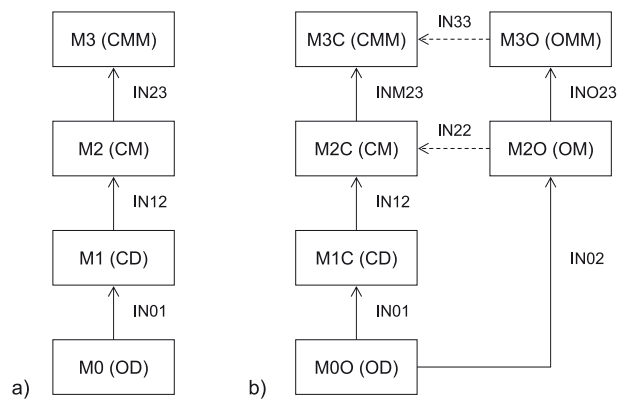 M3 (CMM)
IN23
M2 (CM)
IN12
M1 (CD)
IN01
M0 (OD)
a)
M3C (CMM)
IN33
M3O (OMM)
INM23
INO23
M2C (CM)
IN22
M2O (OM)
IN12
M1C (CD)
IN02
IN01
M0O (OD)
b)